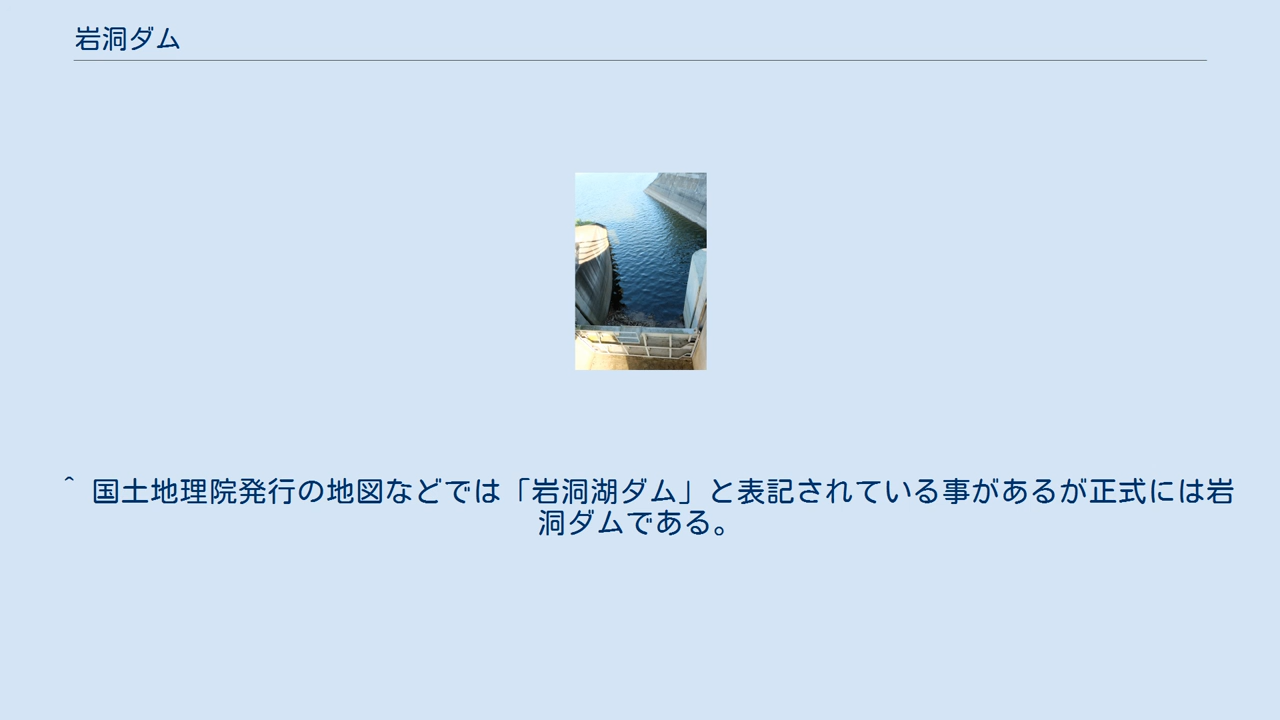 岩洞ダム
^ 国土地理院発行の地図などでは「岩洞湖ダム」と表記されている事があるが正式には岩
洞ダムである。